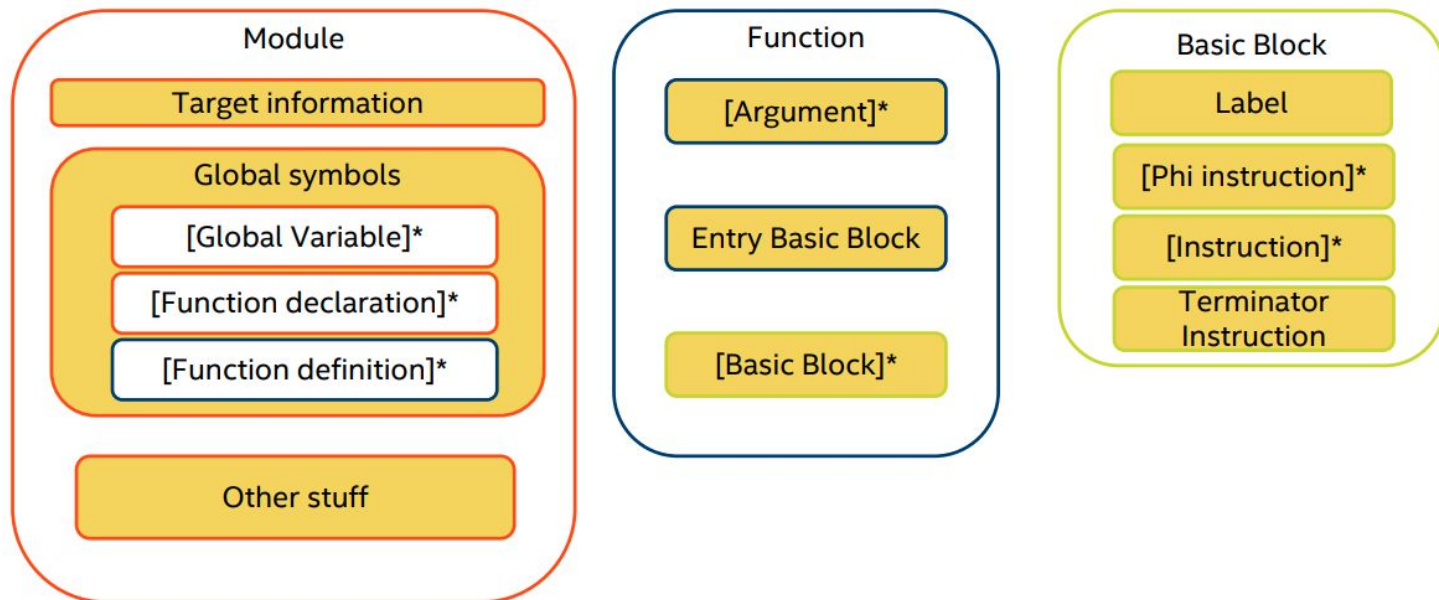 Module
Target information
Global symbols
[Global Variable]*
[Function declaration]*
[Function definition]*
Other stuff
Function
[Argument]*
Entry Basic Block
[Basic Block]*
Basic Block
Label
[Phi instruction]*
[Instruction]*
Terminator
Instruction